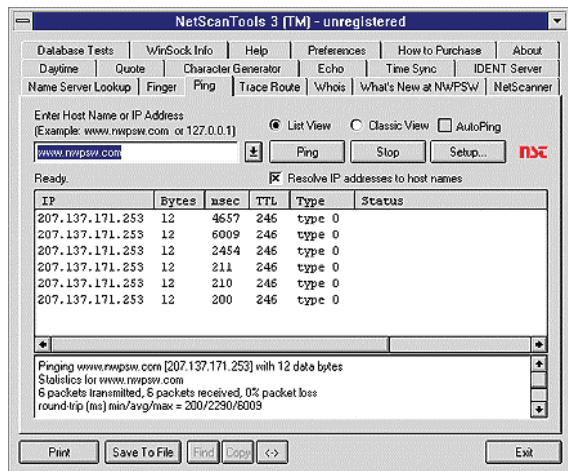 NetScanTools 3 (TM) - unregistered
Database Tests WinSock Info Help Preferences How to Purchase About
Daytime Quote Character Generator Echo Time Sync IDENT Server
Name Server Lookup Finger Ping Trace Route Whois What's New at NWPSW NetScanner
Enter Host Name or IP Address
(Example: www.nwpsw.com or 127.0.0.1)
List View Classic View AutoPing
www.nwpsw.com Ping Stop Setup... nst
Ready. Resolve IP addresses to host names
IP Bytes msec TTL Type Status
207.137.171.253 12 4657 246 type 0
207.137.171.253 12 6009 246 type 0
207.137.171.253 12 2454 246 type 0
207.137.171.253 12 211 246 type 0
207.137.171.253 12 210 246 type 0
207.137.171.253 12 200 246 type 0
Pinging www.nwpsw.com [207.137.171.253] with 12 data bytes
Statistics for www.nwpsw.com
6 packets transmitted, 6 packets received, 0% packet loss
round-trip (ms) min/avg/max = 200/2290/6009
Print Save To File Find Copy <-> Exit